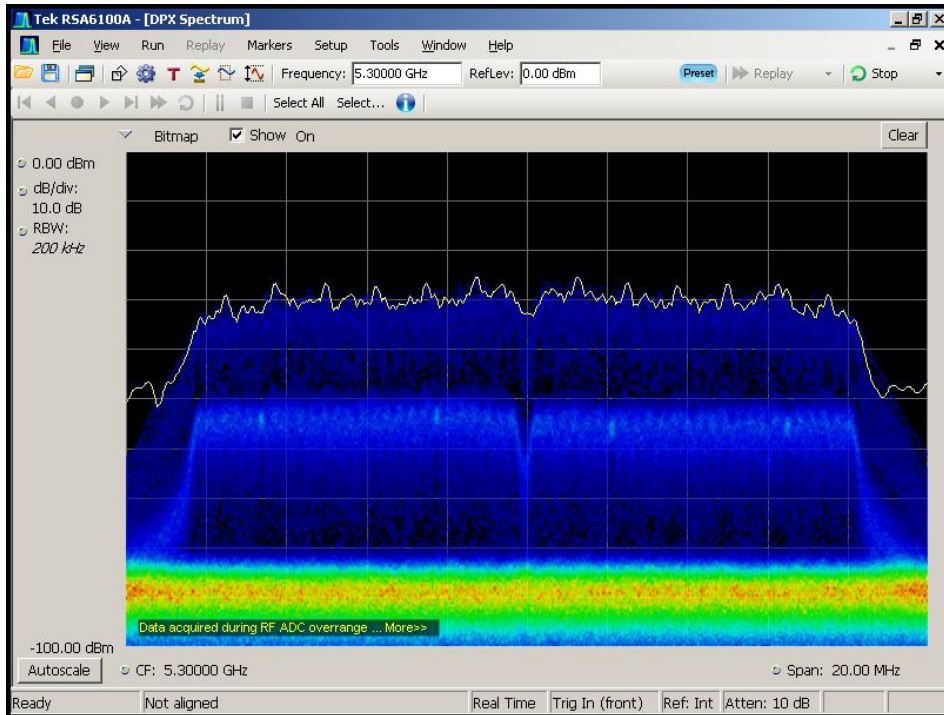 Tek RSA6100A - [DPX Spectrum]
File View Run Replay Markers Setup Tools Window Help
T Frequency: 5.30000 GHz RefLev: 0.00 dBm Preset Replay Stop
Select All Select...
Bitmap Show On Clear
0.00 dBm
dB/div:
10.0 dB
RBW:
200 kHz
Data acquired during RF ADC overrange ... More>>
-100.00 dBm
Autoscale CF: 5.30000 GHz Span: 20.00 MHz
Ready Not aligned Real Time Trig In (front) Ref: Int Atten: 10 dB